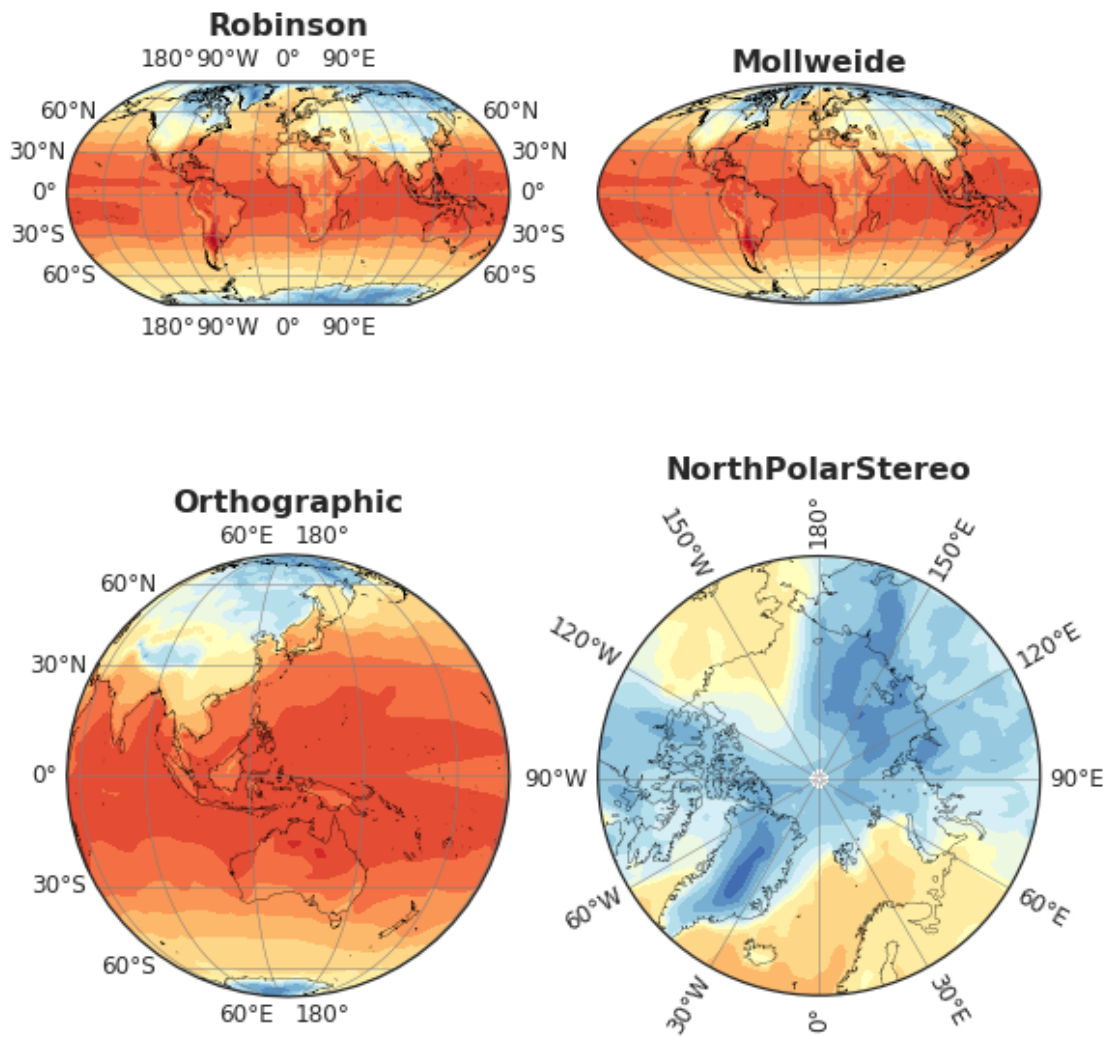 Robinson
180° 90°W 0° 90°E
60°N 60°N
30°N 30°N
0° 0°
30°S 30°S
60°S 60°S
180° 90°W 0° 90°E
Mollweide
Orthographic
60°E 180°
60°N
30°N
0°
30°S
60°S
60°E 180°
NorthPolarStereo
180°
150°W 150°E
120°W 120°E
90°W 90°E
60°W 60°E
30°W 30°E
0°